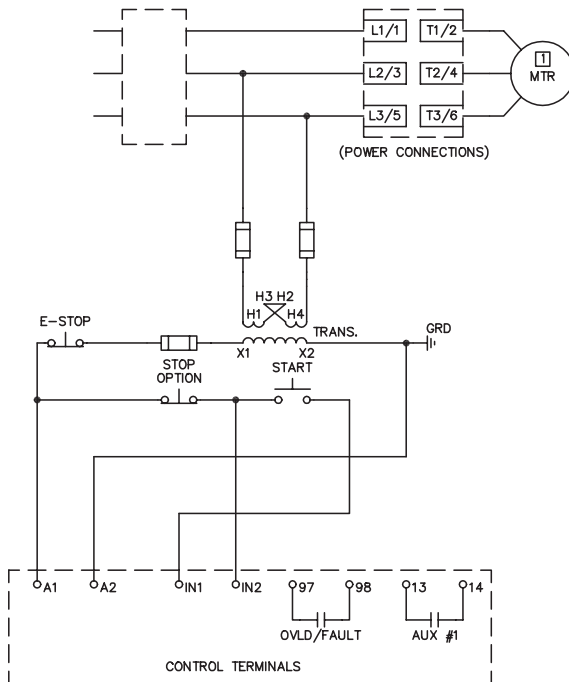 L1/1 T1/2
1
MTR
L2/3 T2/4
L3/5 T3/6
(POWER CONNECTIONS)
H3 H2
H1 H4
E-STOP
TRANS.
GRD
X1 X2
STOP
OPTION
START
A1 A2 IN1 IN2 97 98 13 14
OVLD/FAULT AUX #1
CONTROL TERMINALS